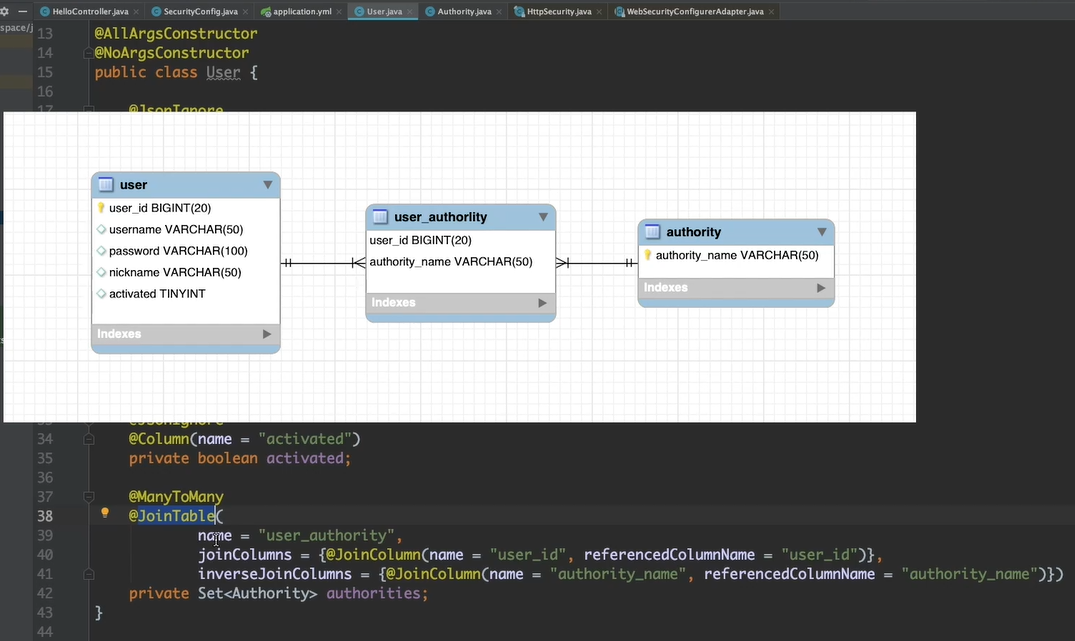 HelloController.java SecurityConfig.java application.yml User.java Authority.java HttpSecurity.java WebSecurityConfigurerAdapter.java
space/j
13 @AllArgsConstructor
14 @NoArgsConstructor
15 public class User {
16
17 @JsonIgnore
user
user_id BIGINT(20)
username VARCHAR(50)
password VARCHAR(100)
nickname VARCHAR(50)
activated TINYINT
Indexes
user_authorlity
user_id BIGINT(20)
authority_name VARCHAR(50)
Indexes
authority
authority_name VARCHAR(50)
Indexes
33 @JsonIgnore
34 @Column(name = "activated")
35 private boolean activated;
36
37 @ManyToMany
38 @JoinTable(
39 name = "user_authority",
40 joinColumns = {@JoinColumn(name = "user_id", referencedColumnName = "user_id")},
41 inverseJoinColumns = {@JoinColumn(name = "authority_name", referencedColumnName = "authority_name")})
42 private Set<Authority> authorities;
43 }
44